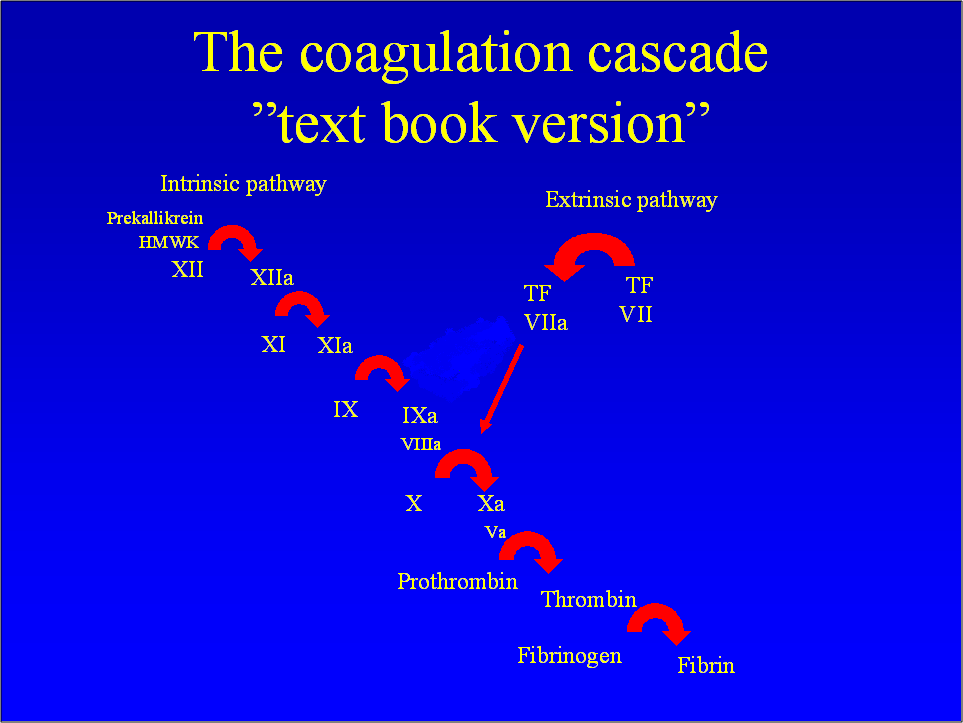 The coagulation cascade
”text book version”
Intrinsic pathway
Extrinsic pathway
Prekallikrein
HMWK
XII
XIIa
TF
VIIa
TF
VII
XI
XIa
IX
IXa
VIIIa
X
Xa
Va
Prothrombin
Thrombin
Fibrinogen
Fibrin